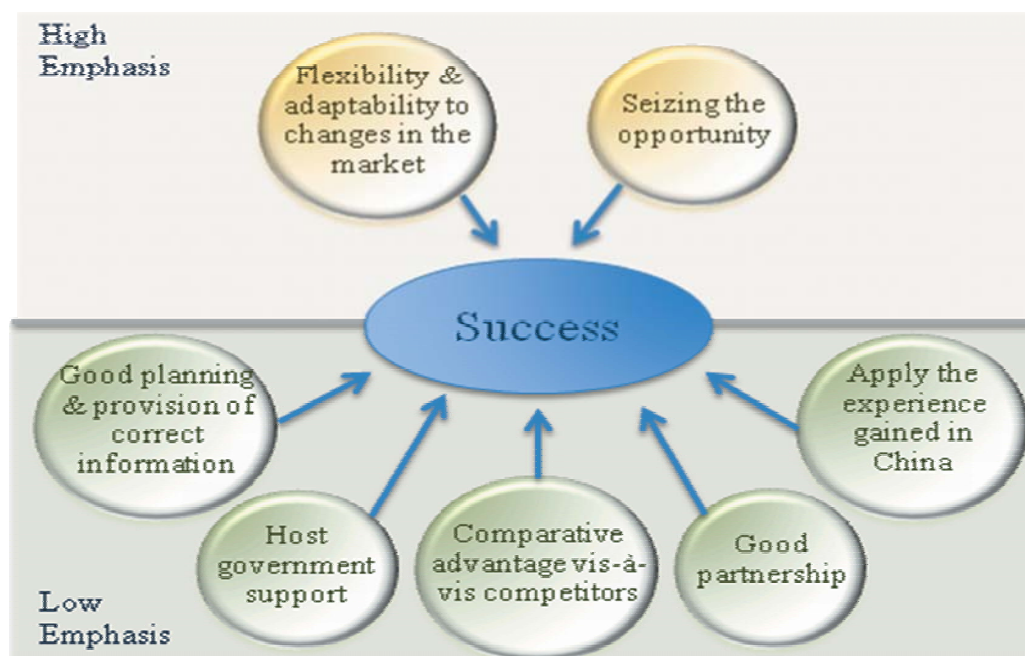 High
Emphasis
Flexibility &
adaptability to
changes in the
market
Seizing the
opportunity
Success
Good planning
& provision of
correct
information
Apply the
experience
gained in
China
Host
government
support
Comparative
advantage vis-à-
vis competitors
Good
partnership
Low
Emphasis